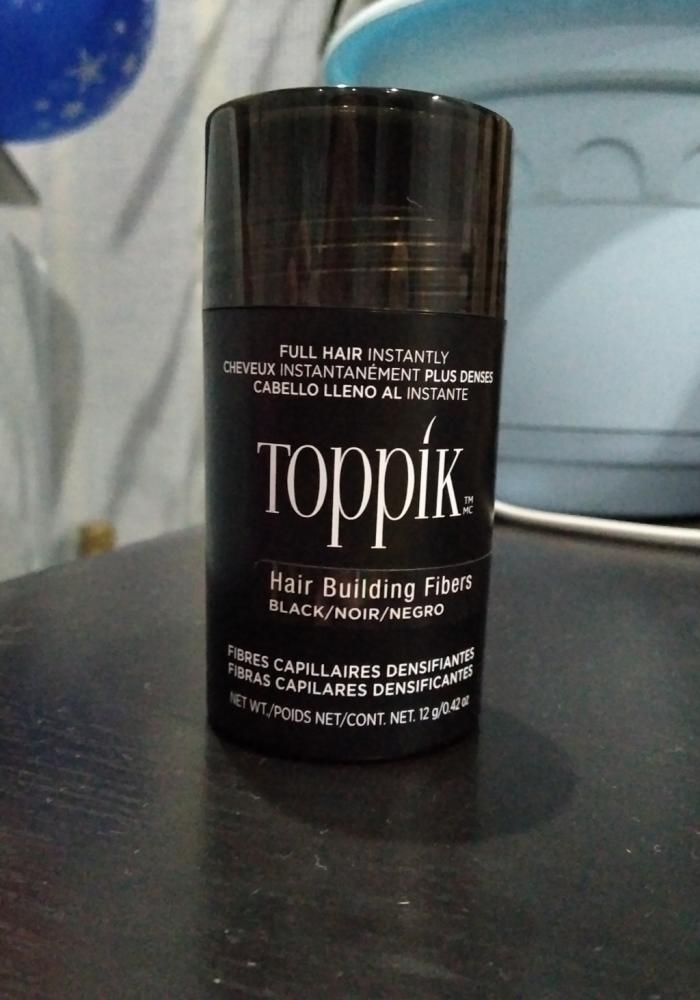 FULL HAIR INSTANTLY
CHEVEUX INSTANTANÉMENT PLUS DENSES
CABELLO LLENO AL INSTANTE
Toppik TM MC
Hair Building Fibers
BLACK/NOIR/NEGRO
FIBRES CAPILLAIRES DENSIFIANTES
FIBRAS CAPILARES DENSIFICANTES
NET WT./POIDS NET/CONT. NET. 12 g/0.42 oz